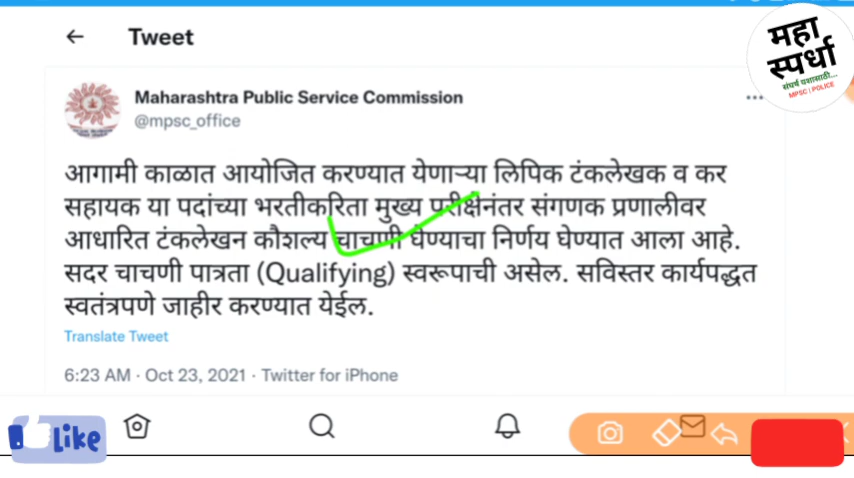 Tweet
महा
स्पर्धा
संघर्ष यशासाठी...
MPSC | POLICE
Maharashtra Public Service Commission
@mpsc_office
आगामी काळात आयोजित करण्यात येणाऱ्या लिपिक टंकलेखक व कर
सहायक या पदांच्या भरतीकरिता मुख्य परीक्षेनंतर संगणक प्रणालीवर
आधारित टंकलेखन कौशल्य चाचणी घेण्याचा निर्णय घेण्यात आला आहे.
सदर चाचणी पात्रता (Qualifying) स्वरूपाची असेल. सविस्तर कार्यपद्धत
स्वतंत्रपणे जाहीर करण्यात येईल.
Translate Tweet
6:23 AM · Oct 23, 2021 · Twitter for iPhone
Like